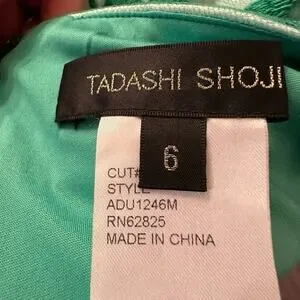 TADASHI SHOJI
6
CUT#
STYLE
ADU1246M
RN62825
MADE IN CHINA